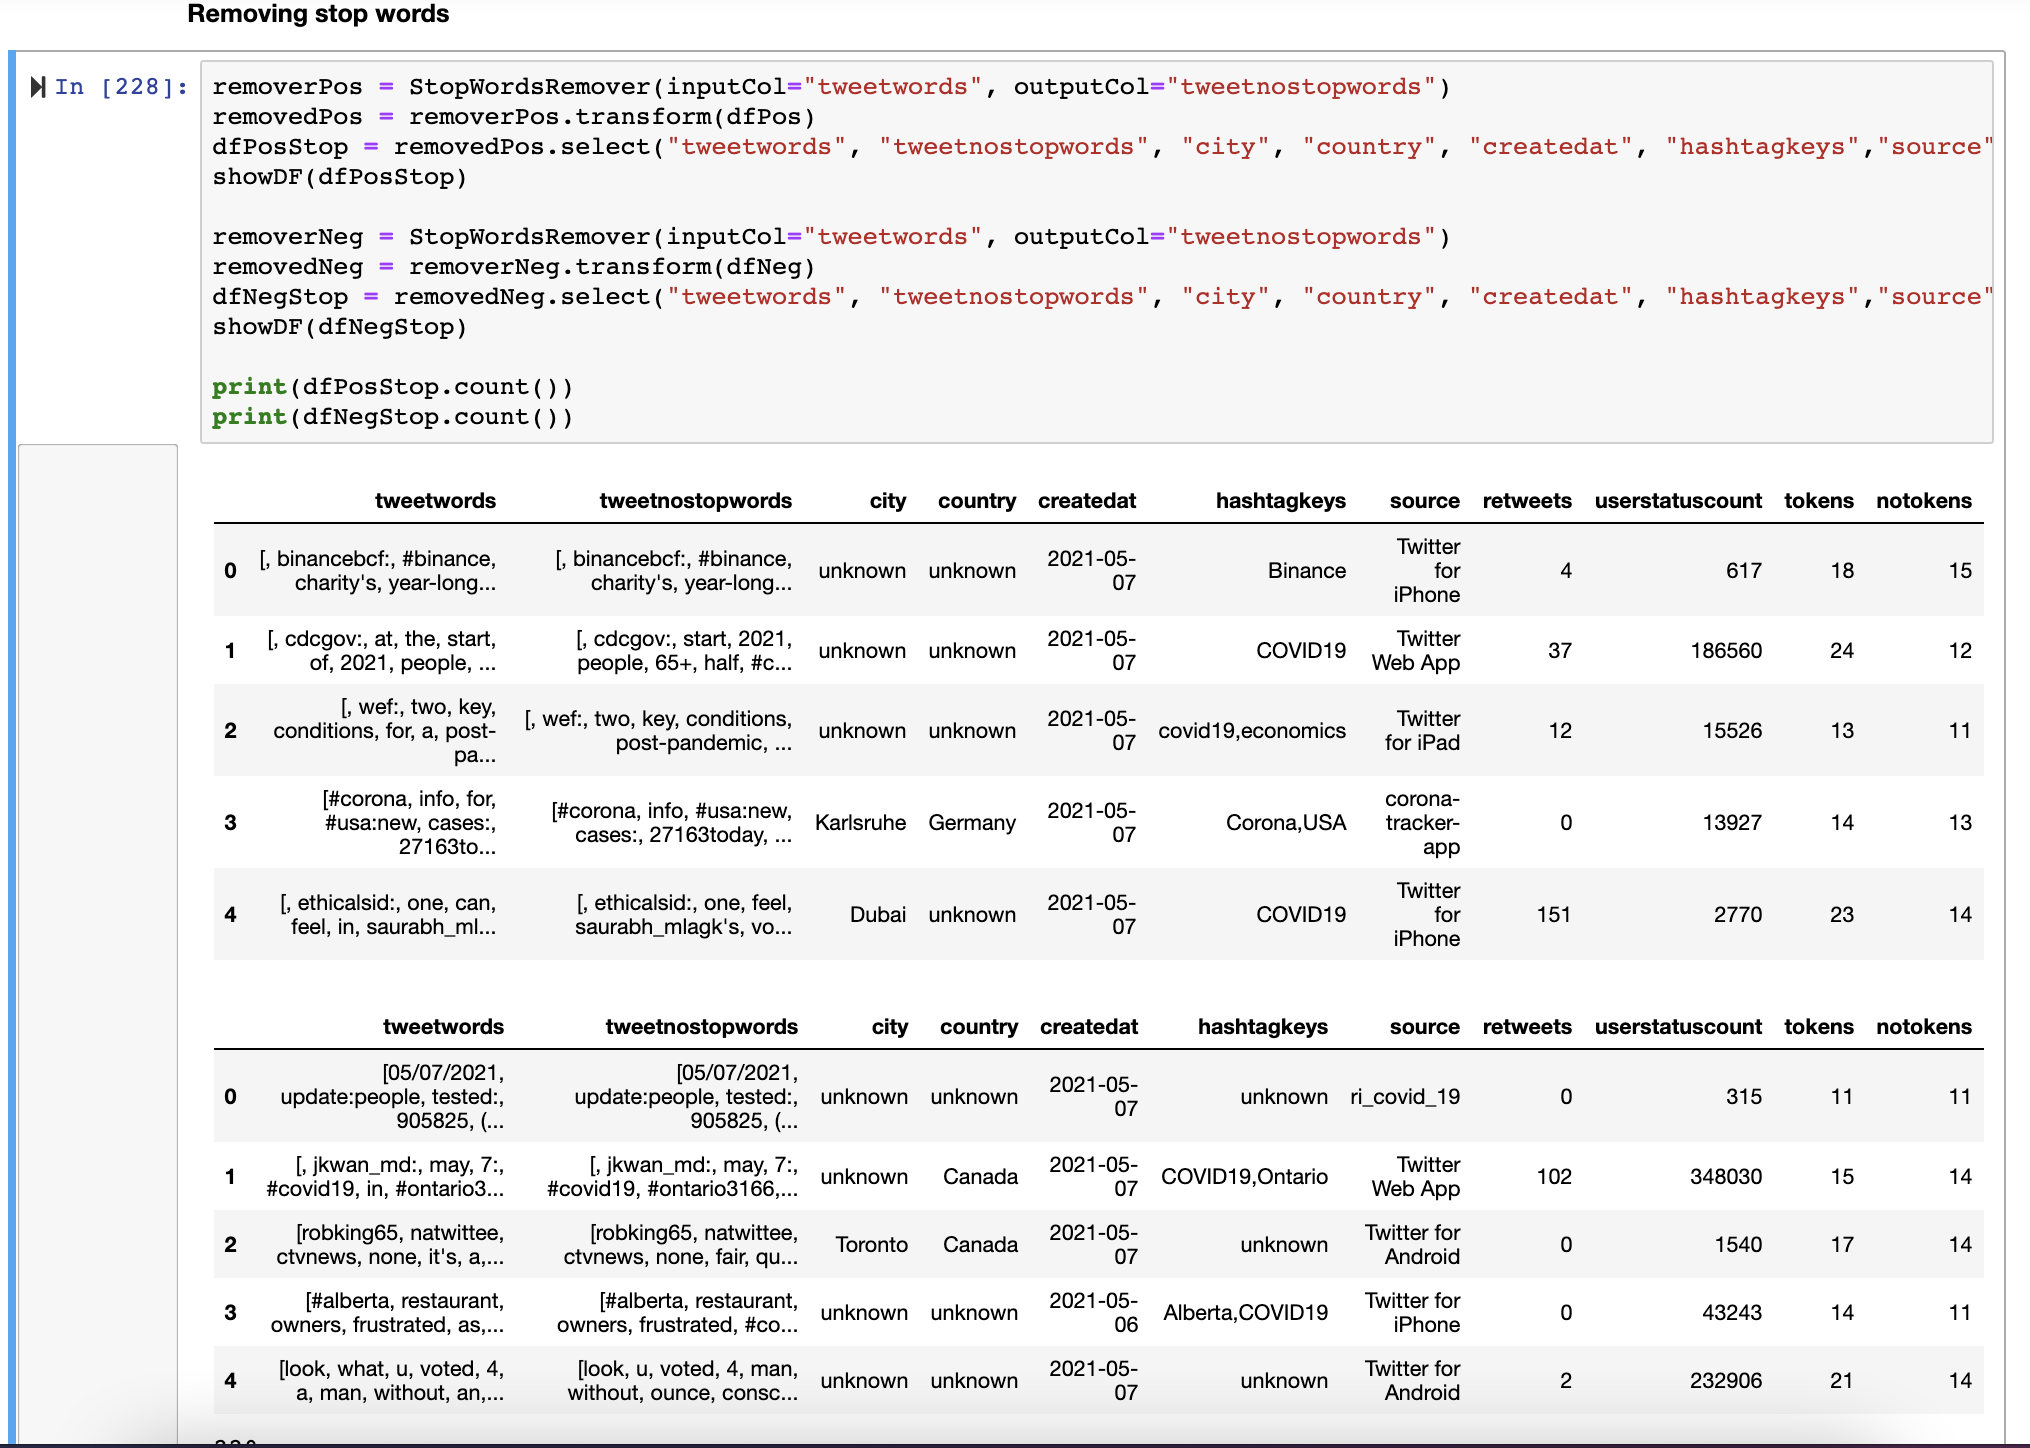 Removing stop words
In [228]:
removerPos = StopWordsRemover(inputCol="tweetwords", outputCol="tweetnostopwords")
removedPos = removerPos.transform(dfPos)
dfPosStop = removedPos.select("tweetwords", "tweetnostopwords", "city", "country", "createdat", "hashtagkeys","source"
showDF(dfPosStop)
removerNeg = StopWordsRemover(inputCol="tweetwords", outputCol="tweetnostopwords")
removedNeg = removerNeg.transform(dfNeg)
dfNegStop = removedNeg.select("tweetwords", "tweetnostopwords", "city", "country", "createdat", "hashtagkeys","source"
showDF(dfNegStop)
print(dfPosStop.count())
print(dfNegStop.count())
tweetwords tweetnostopwords city country createdat hashtagkeys source retweets userstatuscount tokens notokens
0 [, binancebcf:, #binance, charity's, year-long... [, binancebcf:, #binance, charity's, year-long... unknown unknown 2021-05-07 Binance Twitter for iPhone 4 617 18 15
1 [, cdcgov:, at, the, start, of, 2021, people, ... [, cdcgov:, start, 2021, people, 65+, half, #c... unknown unknown 2021-05-07 COVID19 Twitter Web App 37 186560 24 12
2 [, wef:, two, key, conditions, for, a, post-pa... [, wef:, two, key, conditions, post-pandemic, ... unknown unknown 2021-05-07 covid19,economics Twitter for iPad 12 15526 13 11
3 [#corona, info, for, #usa:new, cases:, 27163to... [#corona, info, #usa:new, cases:, 27163today, ... Karlsruhe Germany 2021-05-07 Corona,USA corona-tracker-app 0 13927 14 13
4 [, ethicalsid:, one, can, feel, in, saurabh_ml... [, ethicalsid:, one, feel, saurabh_mlagk's, vo... Dubai unknown 2021-05-07 COVID19 Twitter for iPhone 151 2770 23 14
tweetwords tweetnostopwords city country createdat hashtagkeys source retweets userstatuscount tokens notokens
0 [05/07/2021, update:people, tested:, 905825, (... [05/07/2021, update:people, tested:, 905825, (... unknown unknown 2021-05-07 unknown ri_covid_19 0 315 11 11
1 [, jkwan_md:, may, 7:, #covid19, in, #ontario3... [, jkwan_md:, may, 7:, #covid19, #ontario3166,... unknown Canada 2021-05-07 COVID19,Ontario Twitter Web App 102 348030 15 14
2 [robking65, natwittee, ctvnews, none, it's, a,... [robking65, natwittee, ctvnews, none, fair, qu... Toronto Canada 2021-05-07 unknown Twitter for Android 0 1540 17 14
3 [#alberta, restaurant, owners, frustrated, as,... [#alberta, restaurant, owners, frustrated, #co... unknown unknown 2021-05-06 Alberta,COVID19 Twitter for iPhone 0 43243 14 11
4 [look, what, u, voted, 4, a, man, without, an,... [look, u, voted, 4, man, without, ounce, consc... unknown unknown 2021-05-07 unknown Twitter for Android 2 232906 21 14